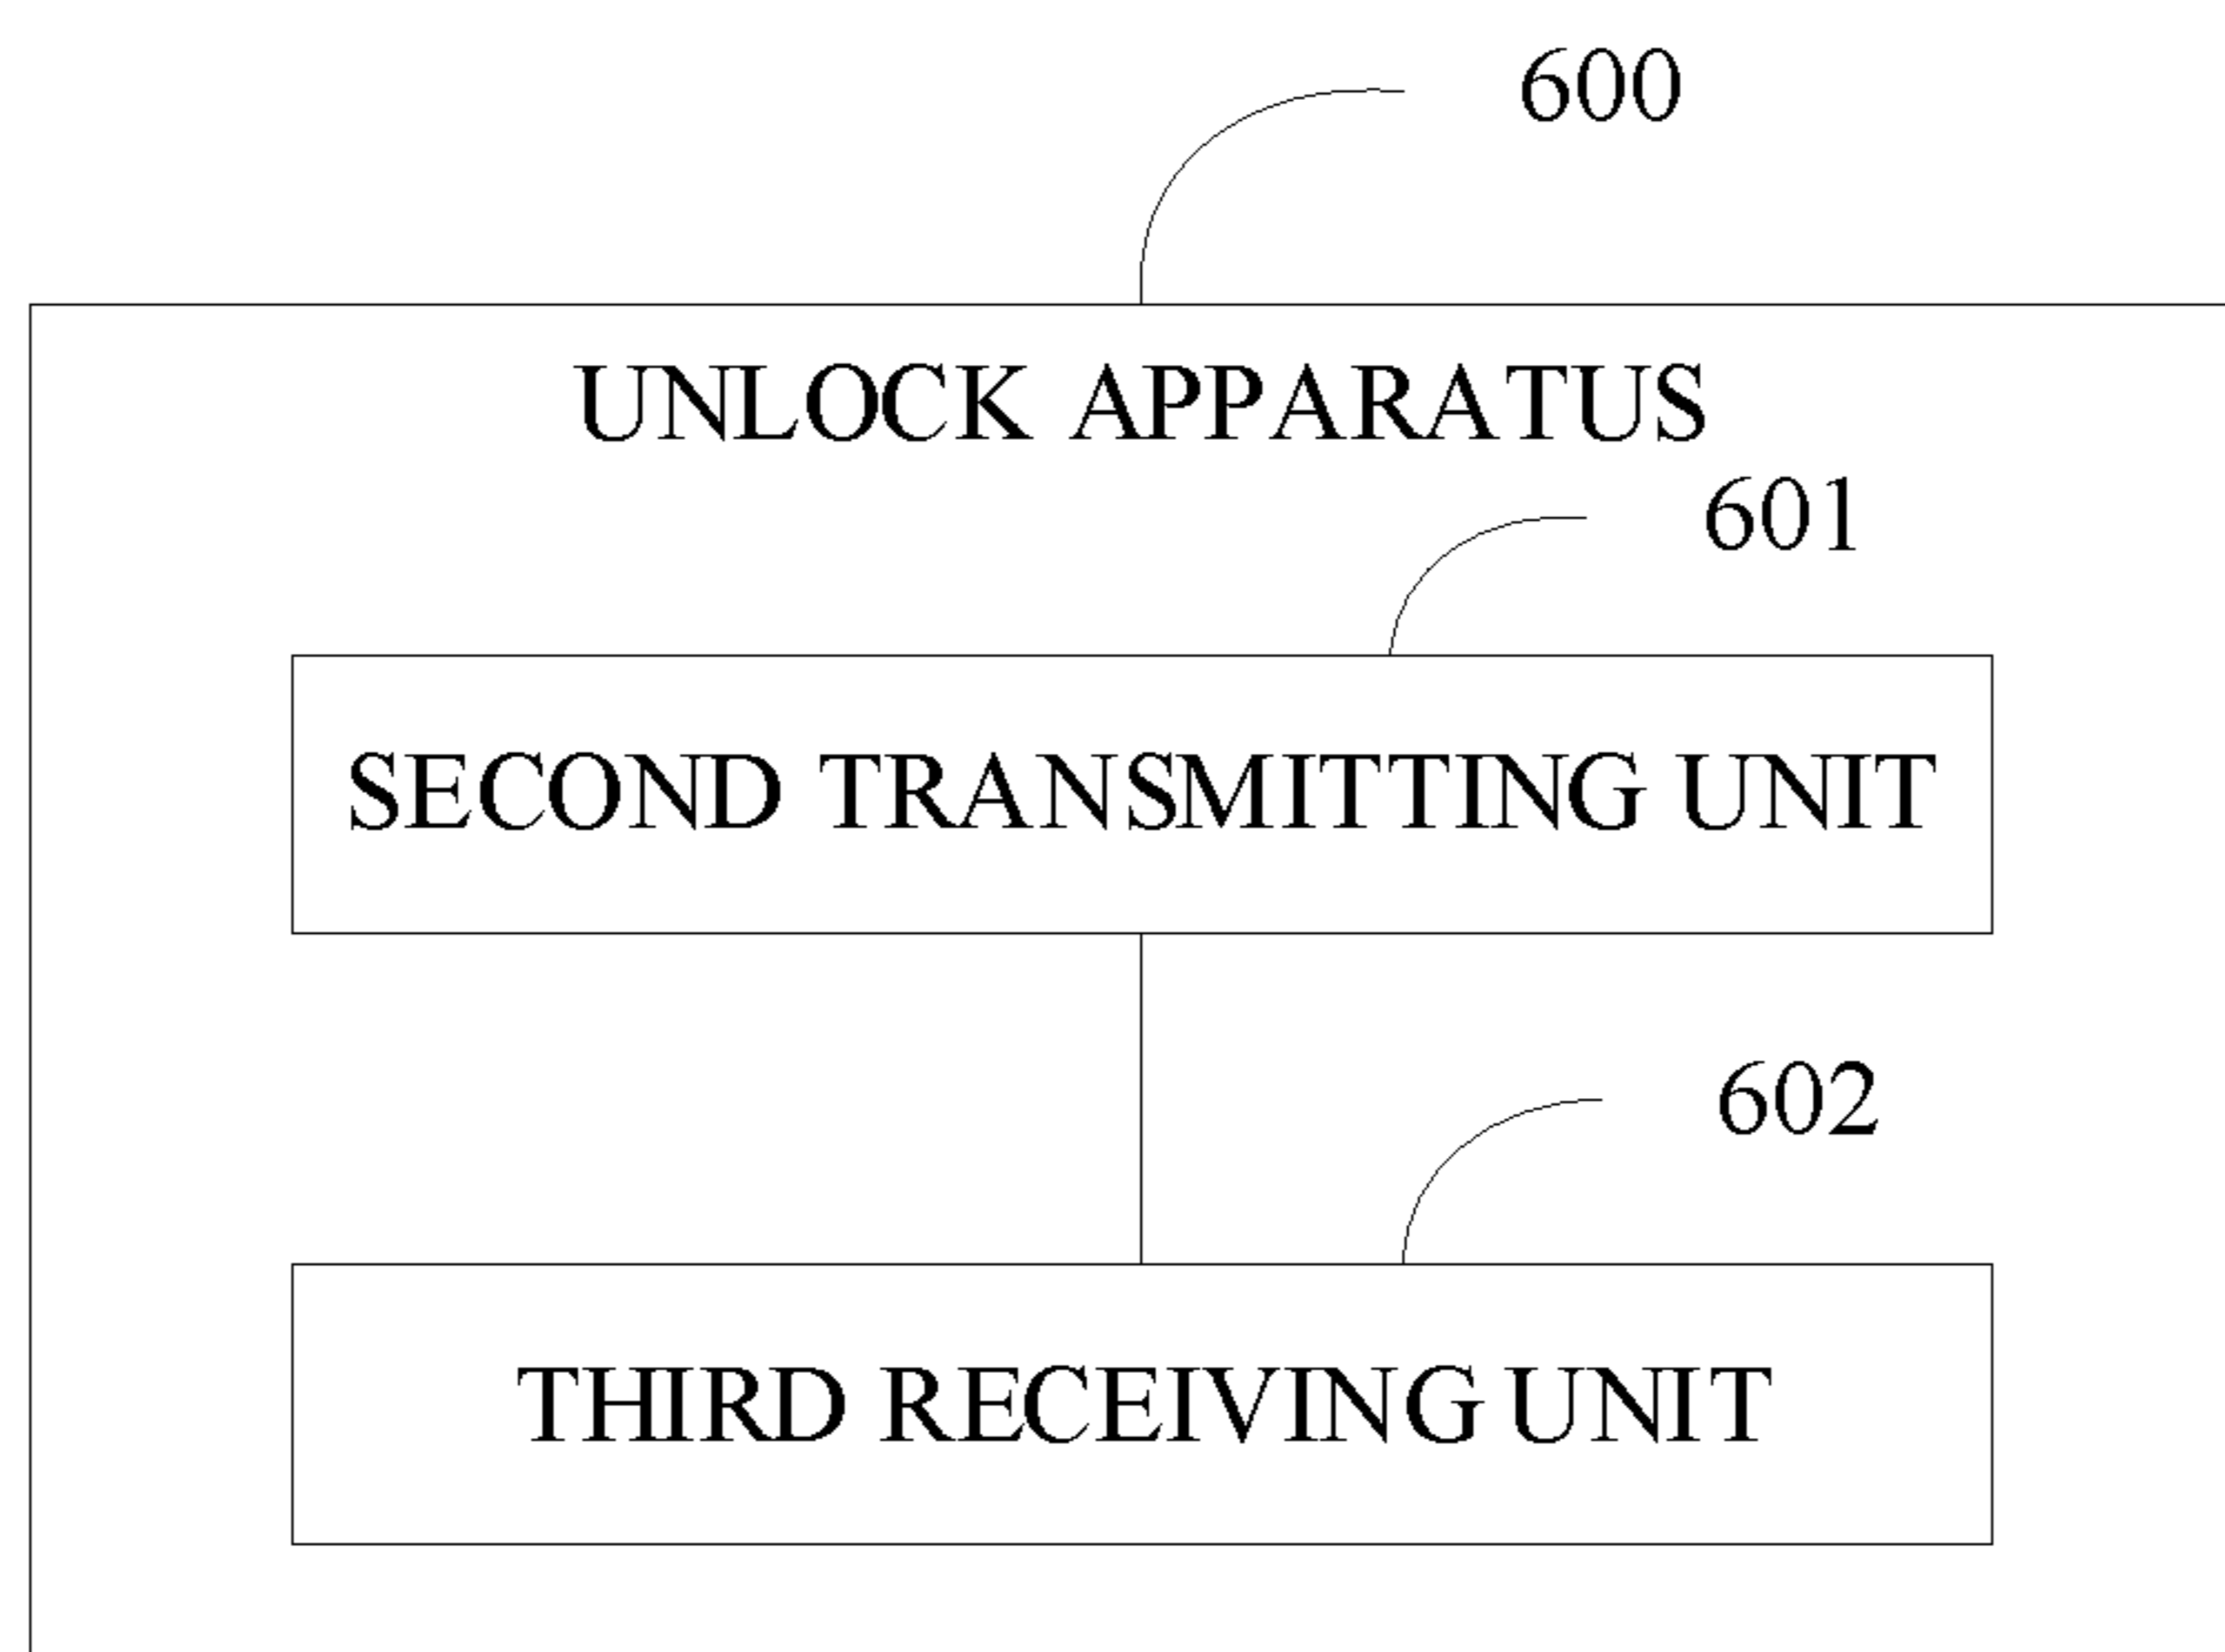 600
UNLOCK APPARATUS
601
SECOND TRANSMITTING UNIT
602
THIRD RECEIVING UNIT